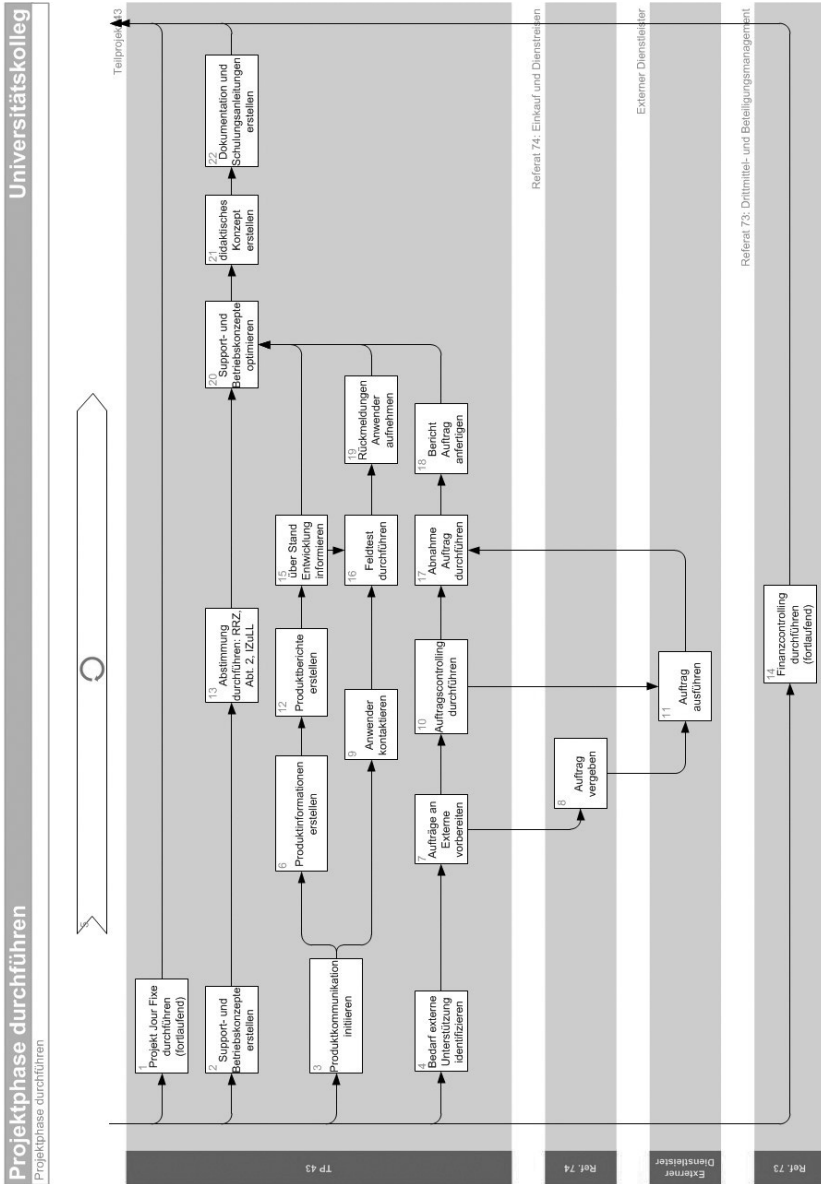 Projektphase durchführen
Universitätskolleg
Projektphase durchführen
5
Teilprojekt 43
TP 43
1
Projekt Jour Fixe
durchführen
(fortlaufend)
2
Support- und
Betriebskonzepte
erstellen
3
Produktkommunikation
initiieren
4
Bedarf externe
Unterstützung
identifizieren
6
Produktinformationen
erstellen
7
Aufträge an
Externe
vorbereiten
9
Anwender
kontaktieren
10
Auftragscontrolling
durchführen
12
Produktberichte
erstellen
13
Abstimmung
durchführen: RRZ,
Abt. 2, IZuLL
15
über Stand
Entwicklung
informieren
16
Feldtest
durchführen
17
Abnahme
Auftrag
durchführen
18
Bericht
Auftrag
anfertigen
19
Rückmeldungen
Anwender
aufnehmen
20
Support- und
Betriebskonzepte
optimieren
21
didaktisches
Konzept
erstellen
22
Dokumentation und
Schulungsanleitungen
erstellen
Referat 74: Einkauf und Dienstreisen
Ref. 74
8
Auftrag
vergeben
Externer Dienstleister
Externer
Dienstleister
11
Auftrag
ausführen
Referat 73: Drittmittel- und Beteiligungsmanagement
Ref. 73
14
Finanzcontrolling
durchführen
(fortlaufend)